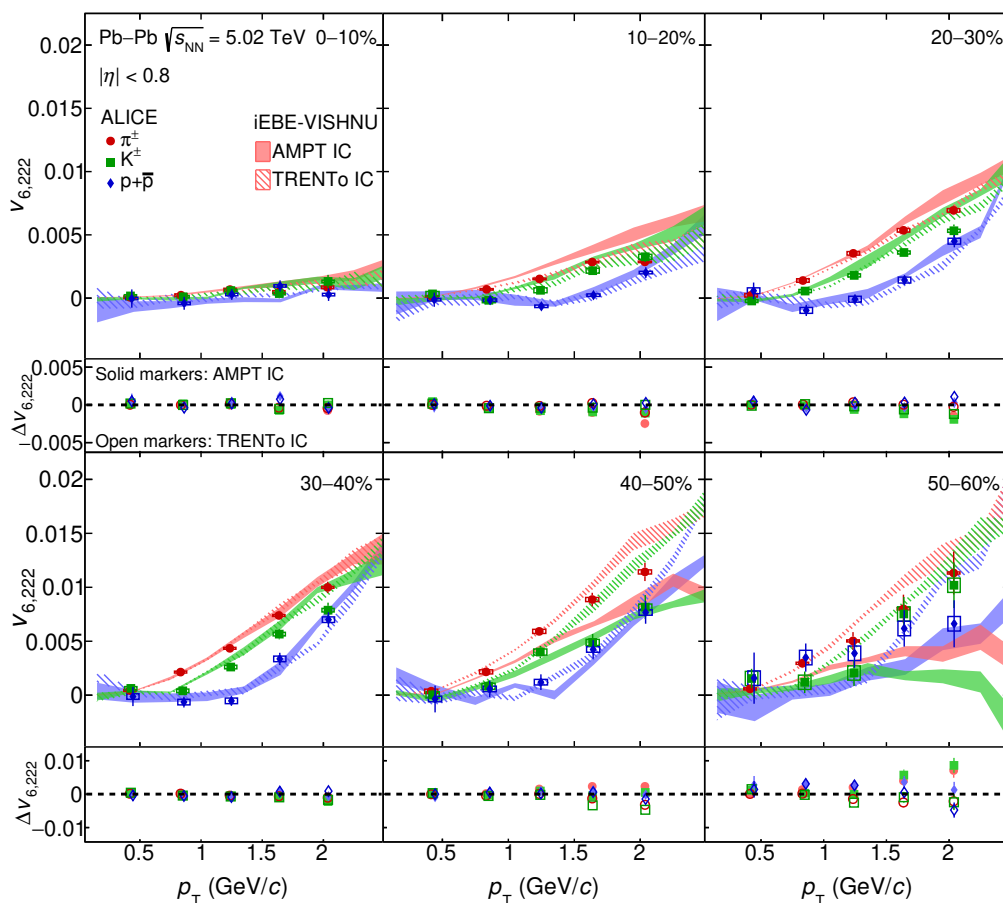 Pb–Pb √sNN = 5.02 TeV 0–10%
10–20%
20–30%
|η| < 0.8
ALICE
π±
K±
p+p̅
iEBE-VISHNU
AMPT IC
TRENTo IC
v6,222
0.02
0.015
0.01
0.005
0
Δv6,222
0.005
0
−0.005
Solid markers: AMPT IC
Open markers: TRENTo IC
30–40%
40–50%
50–60%
v6,222
0.02
0.015
0.01
0.005
0
Δv6,222
0.01
0
−0.01
0.5 1 1.5 2
0.5 1 1.5 2
0.5 1 1.5 2
pT (GeV/c)
pT (GeV/c)
pT (GeV/c)